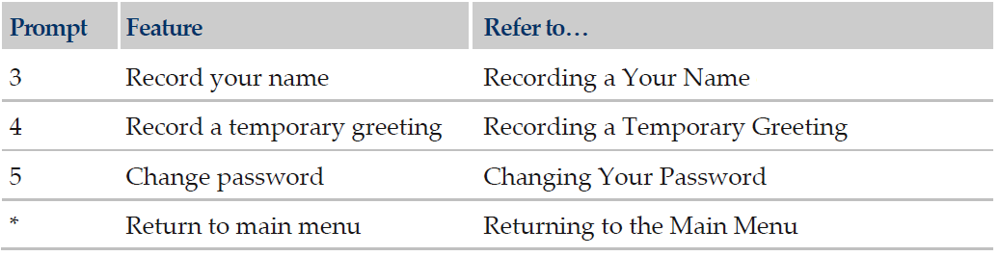 Prompt Feature Refer to…
3 Record your name Recording a Your Name
4 Record a temporary greeting Recording a Temporary Greeting
5 Change password Changing Your Password
* Return to main menu Returning to the Main Menu